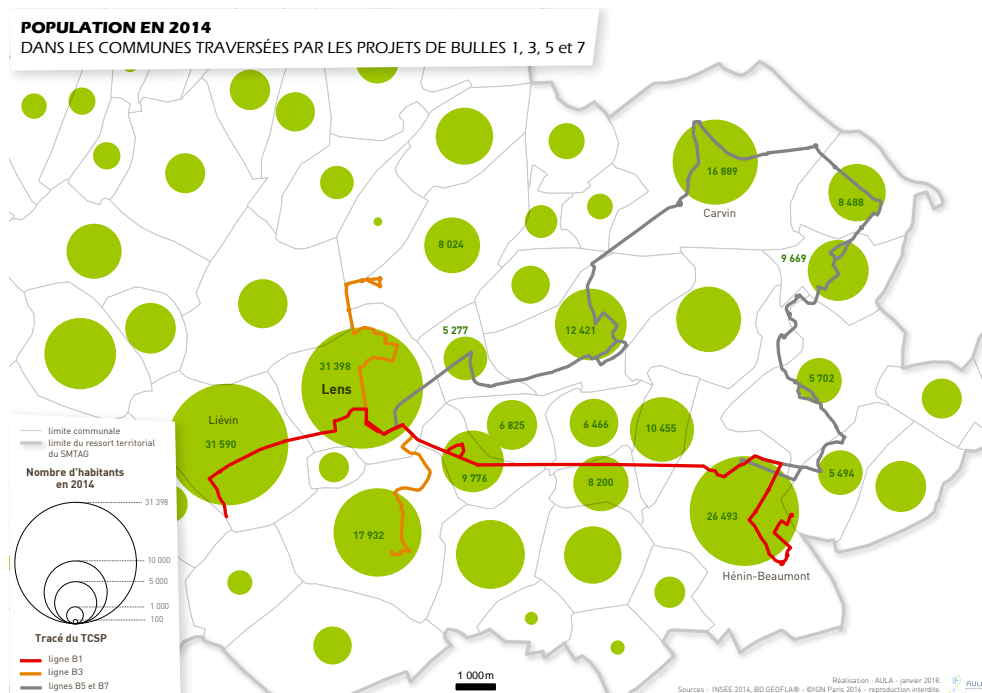 POPULATION EN 2014
DANS LES COMMUNES TRAVERSÉES PAR LES PROJETS DE BULLES 1, 3, 5 et 7
16 889
Carvin
8 488
8 024
9 669
12 421
5 277
31 398
Lens
5 702
Liévin
31 590
6 825
6 466
10 455
9 776
8 200
5 494
26 493
17 932
Hénin-Beaumont
limite communale
limite du ressort territorial
du SMTAG
Nombre d'habitants
en 2014
31 398
10 000
5 000
1 000
100
Tracé du TCSP
ligne B1
ligne B3
lignes B5 et B7
1 000m
Réalisation : AULA - janvier 2018.
Sources : INSEE 2014, BD GEOFLA® - ©IGN Paris 2016 - reproduction interdite.
AULA